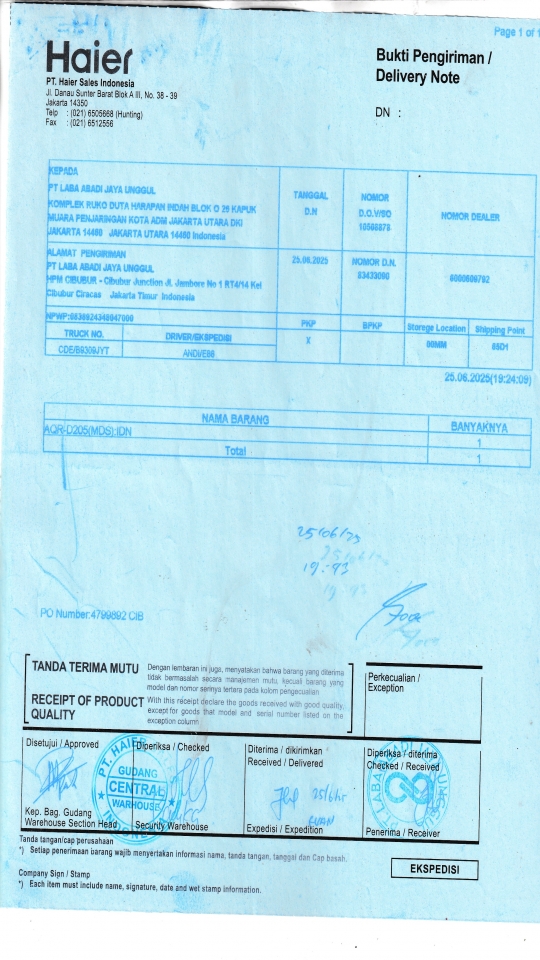 Page 1 of 1
Haier
PT. Haier Sales Indonesia
Jl. Danau Sunter Barat Blok A III, No. 38 - 39
Jakarta 14350
Telp : (021) 6505668 (Hunting)
Fax : (021) 6512556
Bukti Pengiriman /
Delivery Note
DN :
KEPADA
PT LABA ABADI JAYA UNGGUL
KOMPLEK RUKO DUTA HARAPAN INDAH BLOK O 26 KAPUK
MUARA PENJARINGAN KOTA ADM JAKARTA UTARA DKI
JAKARTA 14460 JAKARTA UTARA 14460 Indonesia
TANGGAL
D.N
NOMOR
D.O.V/SO
NOMOR DEALER
ALAMAT PENGIRIMAN
PT LABA ABADI JAYA UNGGUL
HPM CIBUBUR - Cibubur Junction Jl. Jambore No 1 RT4/14 Kel
Cibubur Ciracas Jakarta Timur Indonesia
25.06.2025
NOMOR D.N.
83433090
6000606792
TRUCK NO.
DRIVER/EKSPEDISI
PKP
BPKP
Storege Location
Shipping Point
CDE/B9309JYT
ANDI/E66
X
00MM
85D1
25.06.2025(19:24:09)
NAMA BARANG
BANYAKNYA
AQR-D205(MDS);IDN
1
Total
1
PO Number:4799892 CIB
TANDA TERIMA MUTU
Dengan lembaran ini juga, menyatakan bahwa barang yang diterima
tidak bermasalah secara manajemen mutu, kecuali barang yang
model dan nomor serinya tertera pada kolom pengecualian.
RECEIPT OF PRODUCT
QUALITY
With this receipt declare the goods received with good quality,
except for goods that model and serial number listed on the
exception column
Perkecualian /
Exception
Disetujui / Approved
Diperiksa / Checked
Diterima / dikirimkan
Received / Delivered
Diperiksa / diterima
Checked / Received
GUDANG
CENTRAL
WAREHOUSE
Kep. Bag. Gudang
Warehouse Section Head
Security Warehouse
Expedisi / Expedition
Penerima / Receiver
Tanda tangan/cap perusahaan
*) Setiap penerimaan barang wajib menyertakan informasi nama, tanda tangan, tanggal dan Cap basah.
EKSPEDISI
Company Sign / Stamp
*) Each item must include name, signature, date and wet stamp information.